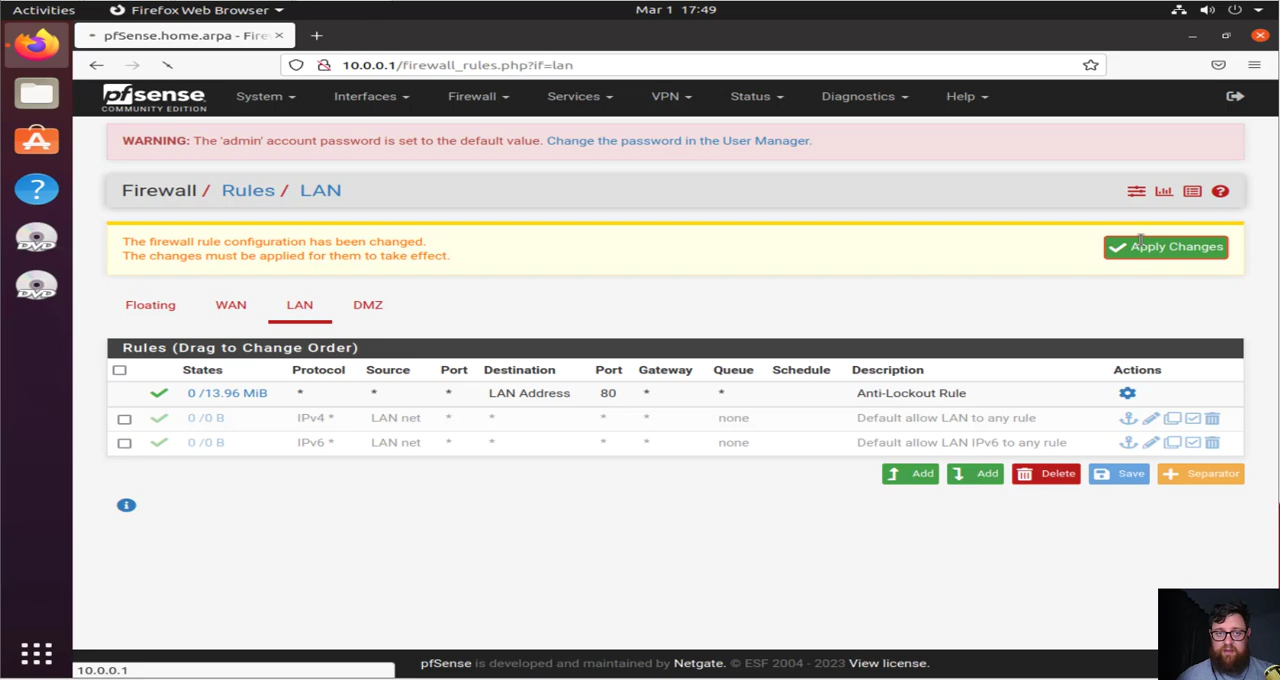 Activities
Firefox Web Browser
Mar 1 17:49
pfSense.home.arpa - Fire
10.0.0.1/firewall_rules.php?if=lan
pfsense
COMMUNITY EDITION
System
Interfaces
Firewall
Services
VPN
Status
Diagnostics
Help
WARNING: The 'admin' account password is set to the default value. Change the password in the User Manager.
Firewall / Rules / LAN
The firewall rule configuration has been changed.
The changes must be applied for them to take effect.
Apply Changes
Floating
WAN
LAN
DMZ
Rules (Drag to Change Order)
States Protocol Source Port Destination Port Gateway Queue Schedule Description Actions
0 /13.96 MiB * * * LAN Address 80 * * Anti-Lockout Rule
0 /0 B IPv4 * LAN net * * * * none Default allow LAN to any rule
0 /0 B IPv6 * LAN net * * * * none Default allow LAN IPv6 to any rule
Add
Add
Delete
Save
Separator
10.0.0.1
pfSense is developed and maintained by Netgate. © ESF 2004 - 2023 View license.